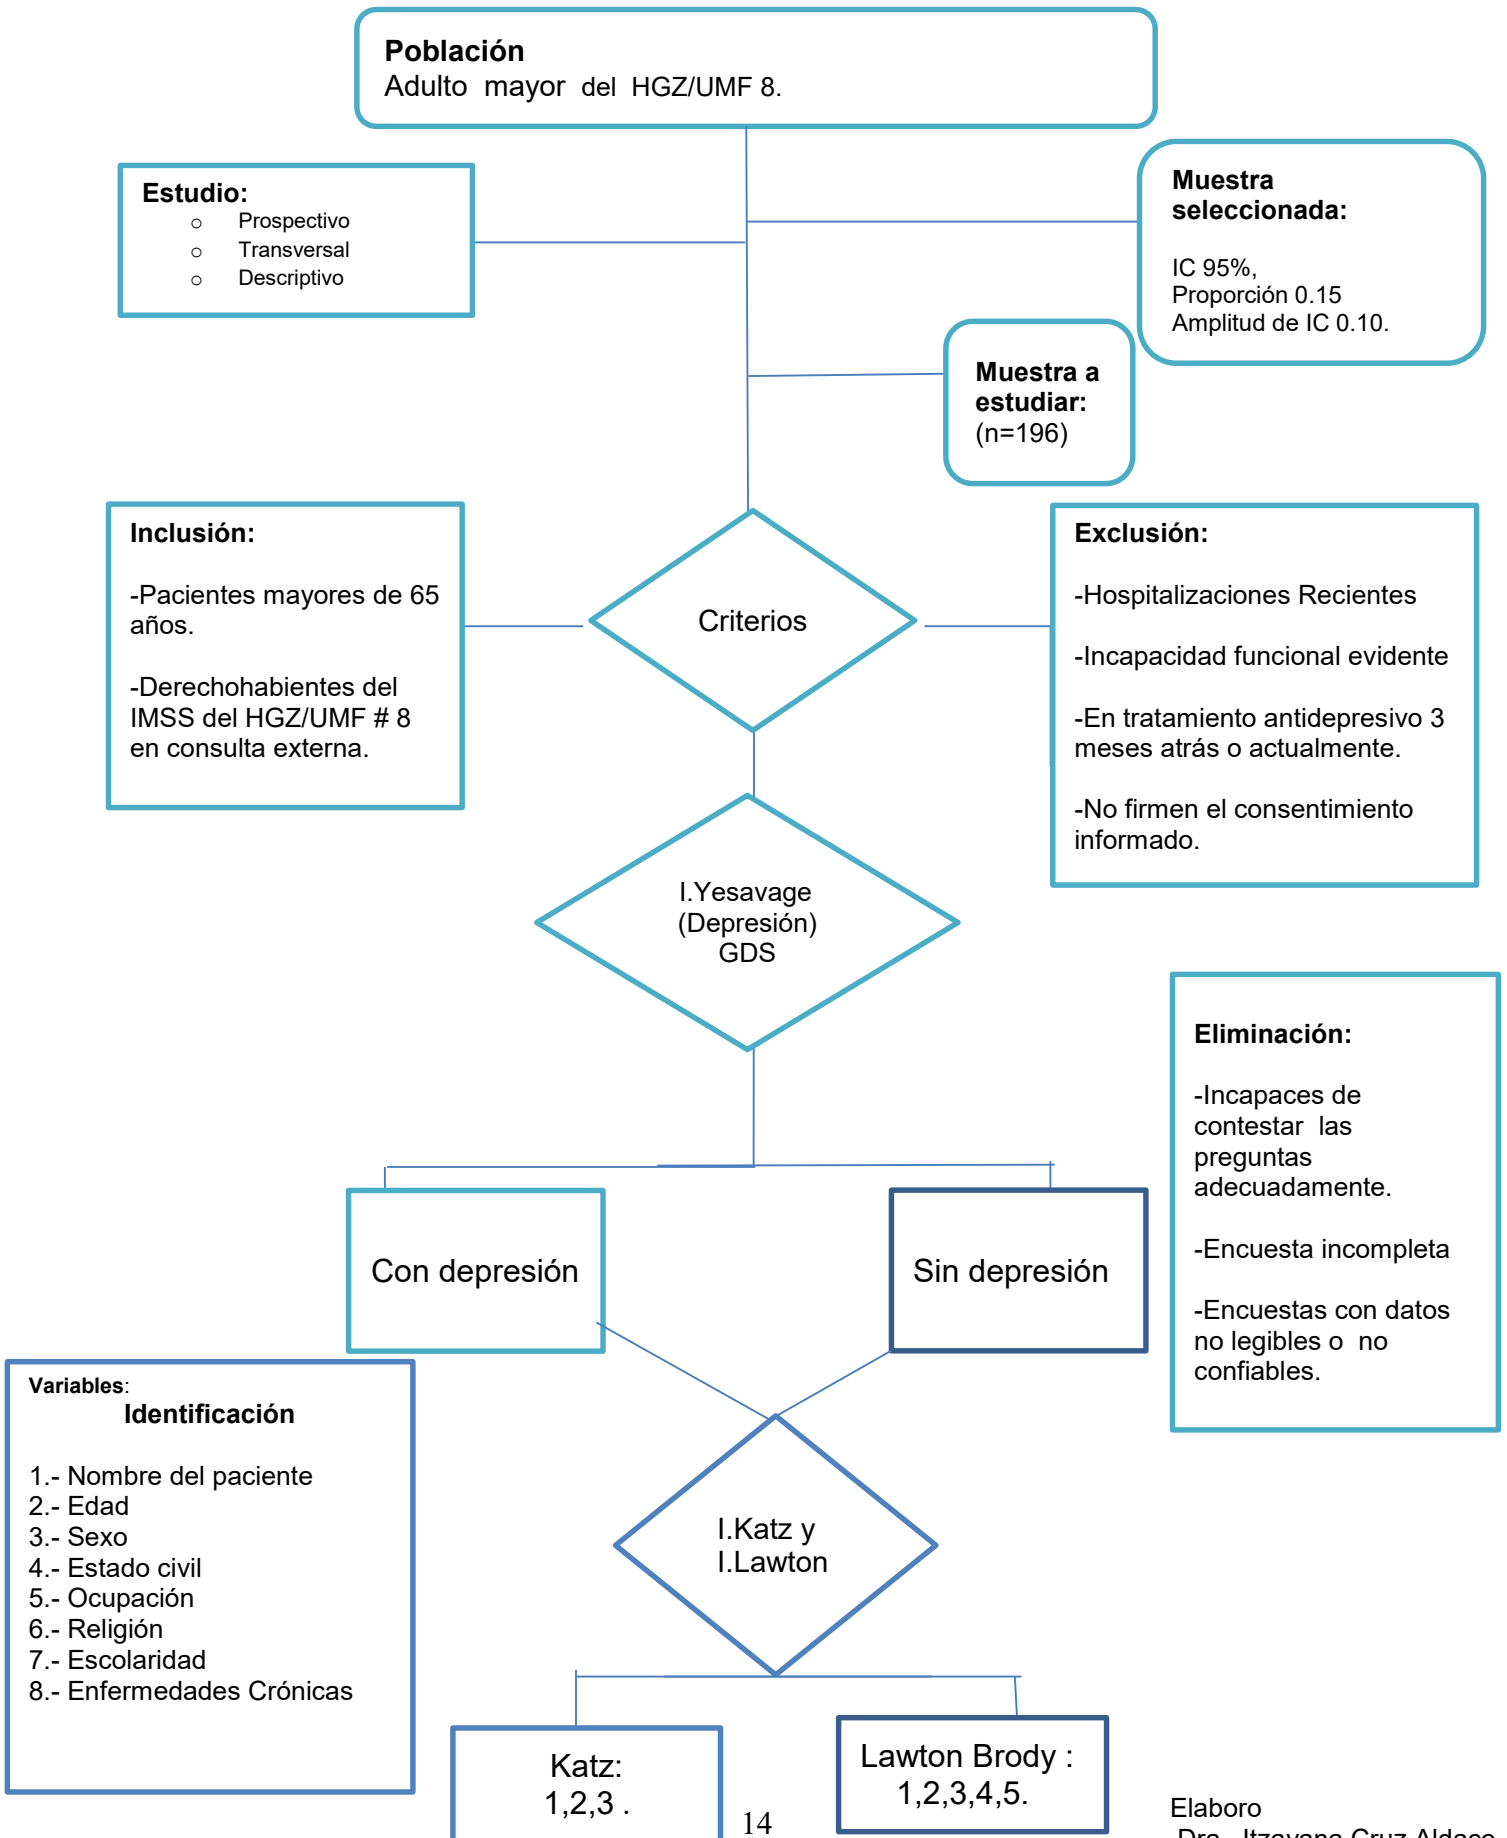 Población
Adulto mayor del HGZ/UMF 8.
Estudio:
o Prospectivo
o Transversal
o Descriptivo
Muestra
seleccionada:
IC 95%,
Proporción 0.15
Amplitud de IC 0.10.
Muestra a
estudiar:
(n=196)
Inclusión:
-Pacientes mayores de 65
años.
-Derechohabientes del
IMSS del HGZ/UMF # 8
en consulta externa.
Criterios
Exclusión:
-Hospitalizaciones Recientes
-Incapacidad funcional evidente
-En tratamiento antidepresivo 3
meses atrás o actualmente.
-No firmen el consentimiento
informado.
I.Yesavage
(Depresión)
GDS
Eliminación:
-Incapaces de
contestar las
preguntas
adecuadamente.
-Encuesta incompleta
-Encuestas con datos
no legibles o no
confiables.
Con depresión
Sin depresión
Variables:
Identificación
1.- Nombre del paciente
2.- Edad
3.- Sexo
4.- Estado civil
5.- Ocupación
6.- Religión
7.- Escolaridad
8.- Enfermedades Crónicas
I.Katz y
I.Lawton
Katz:
1,2,3 .
Lawton Brody :
1,2,3,4,5.
14
Elaboro
Dra. Itzayana Cruz Aldaco